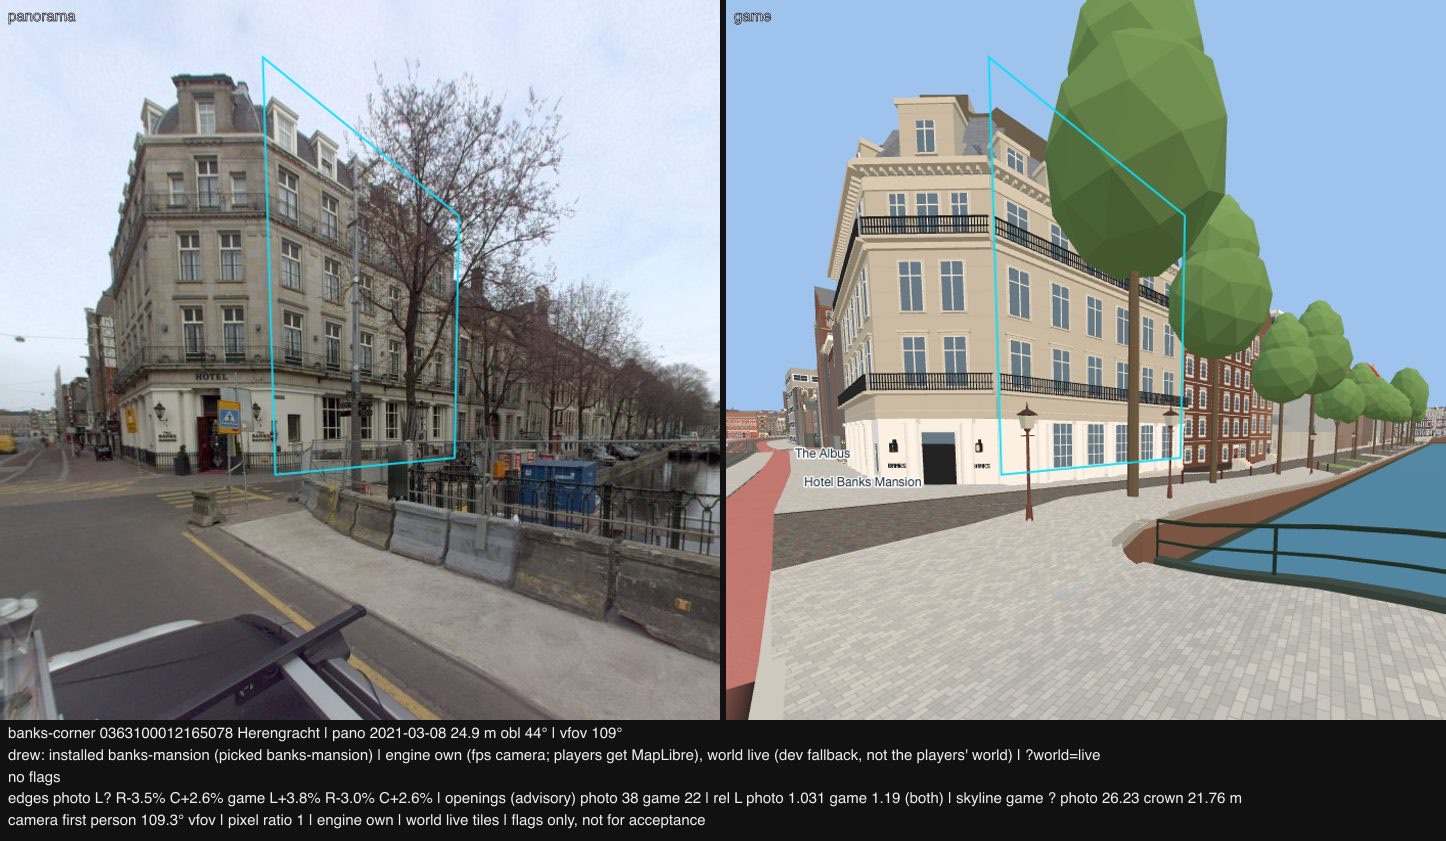 panorama
game
HOTEL
BANKS
MANSION
BANKS
MANSION
The Albus
BANKS
BANKS
Hotel Banks Mansion
banks-corner 0363100012165078 Herengracht | pano 2021-03-08 24.9 m obl 44° | vfov 109°
drew: installed banks-mansion (picked banks-mansion) | engine own (fps camera; players get MapLibre), world live (dev fallback, not the players' world) | ?world=live
no flags
edges photo L? R-3.5% C+2.6% game L+3.8% R-3.0% C+2.6% | openings (advisory) photo 38 game 22 | rel L photo 1.031 game 1.19 (both) | skyline game ? photo 26.23 crown 21.76 m
camera first person 109.3° vfov | pixel ratio 1 | engine own | world live tiles | flags only, not for acceptance